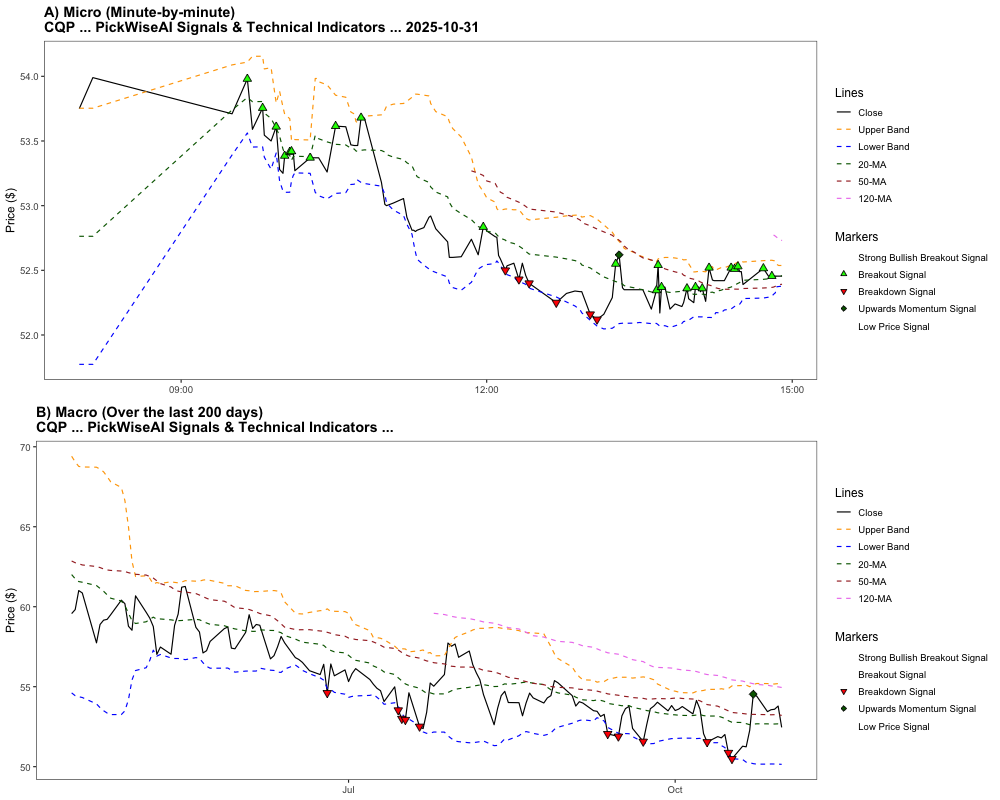 A) Micro (Minute-by-minute)
CQP ... PickWiseAI Signals & Technical Indicators ... 2025-10-31
Price ($)
54.0
53.5
53.0
52.5
52.0
09:00
12:00
15:00
Lines
Close
Upper Band
Lower Band
20-MA
50-MA
120-MA
Markers
Strong Bullish Breakout Signal
Breakout Signal
Breakdown Signal
Upwards Momentum Signal
Low Price Signal
B) Macro (Over the last 200 days)
CQP ... PickWiseAI Signals & Technical Indicators ...
Price ($)
70
65
60
55
50
Jul
Oct
Lines
Close
Upper Band
Lower Band
20-MA
50-MA
120-MA
Markers
Strong Bullish Breakout Signal
Breakout Signal
Breakdown Signal
Upwards Momentum Signal
Low Price Signal